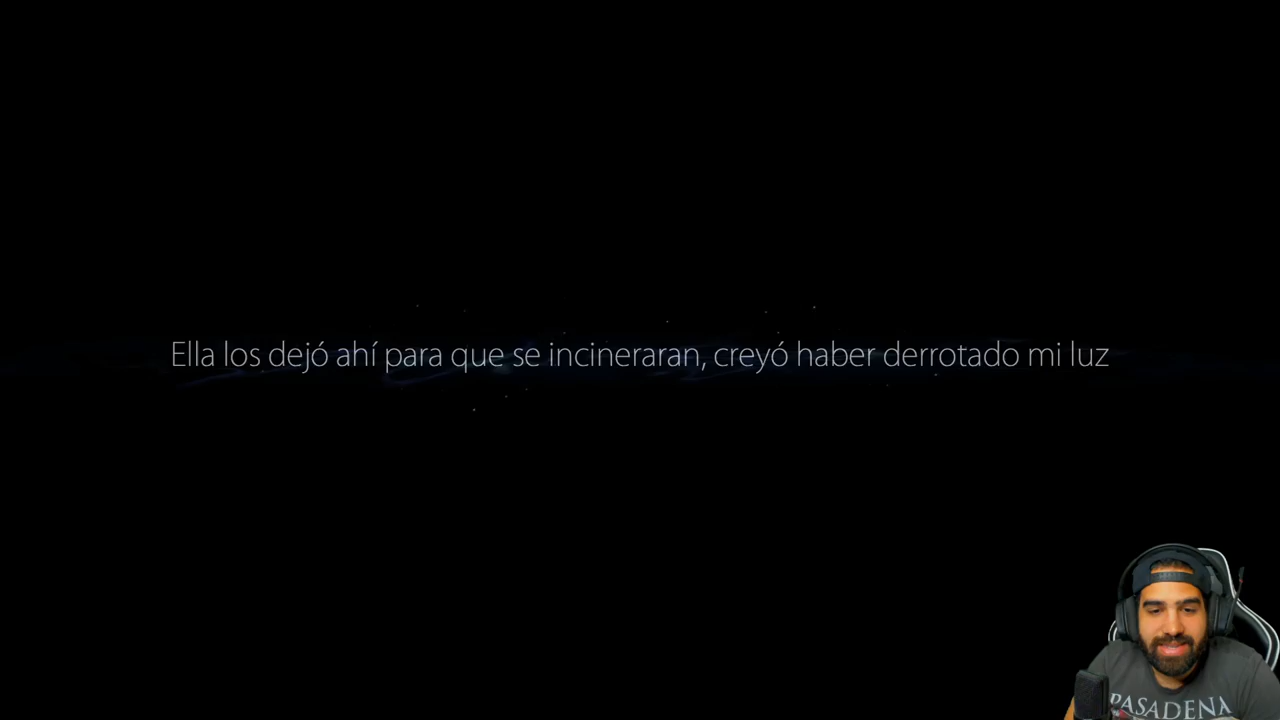 Ella los dejó ahí para que se incineraran, creyó haber derrotado mi luz
PASADENA